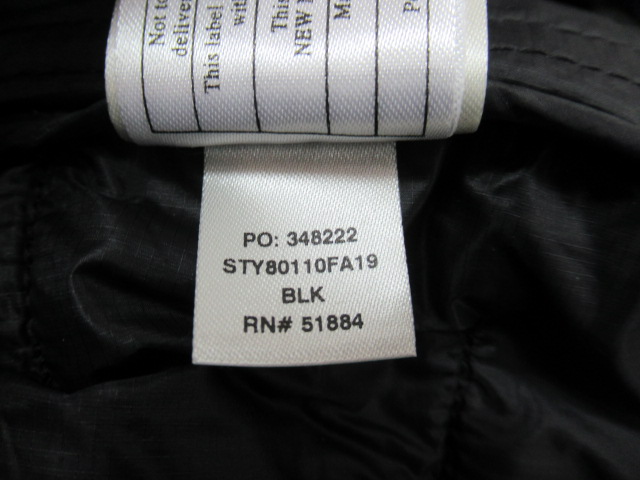 Not to
deliver
This label
with
This
NEW
PO: 348222
STY80110FA19
BLK
RN# 51884